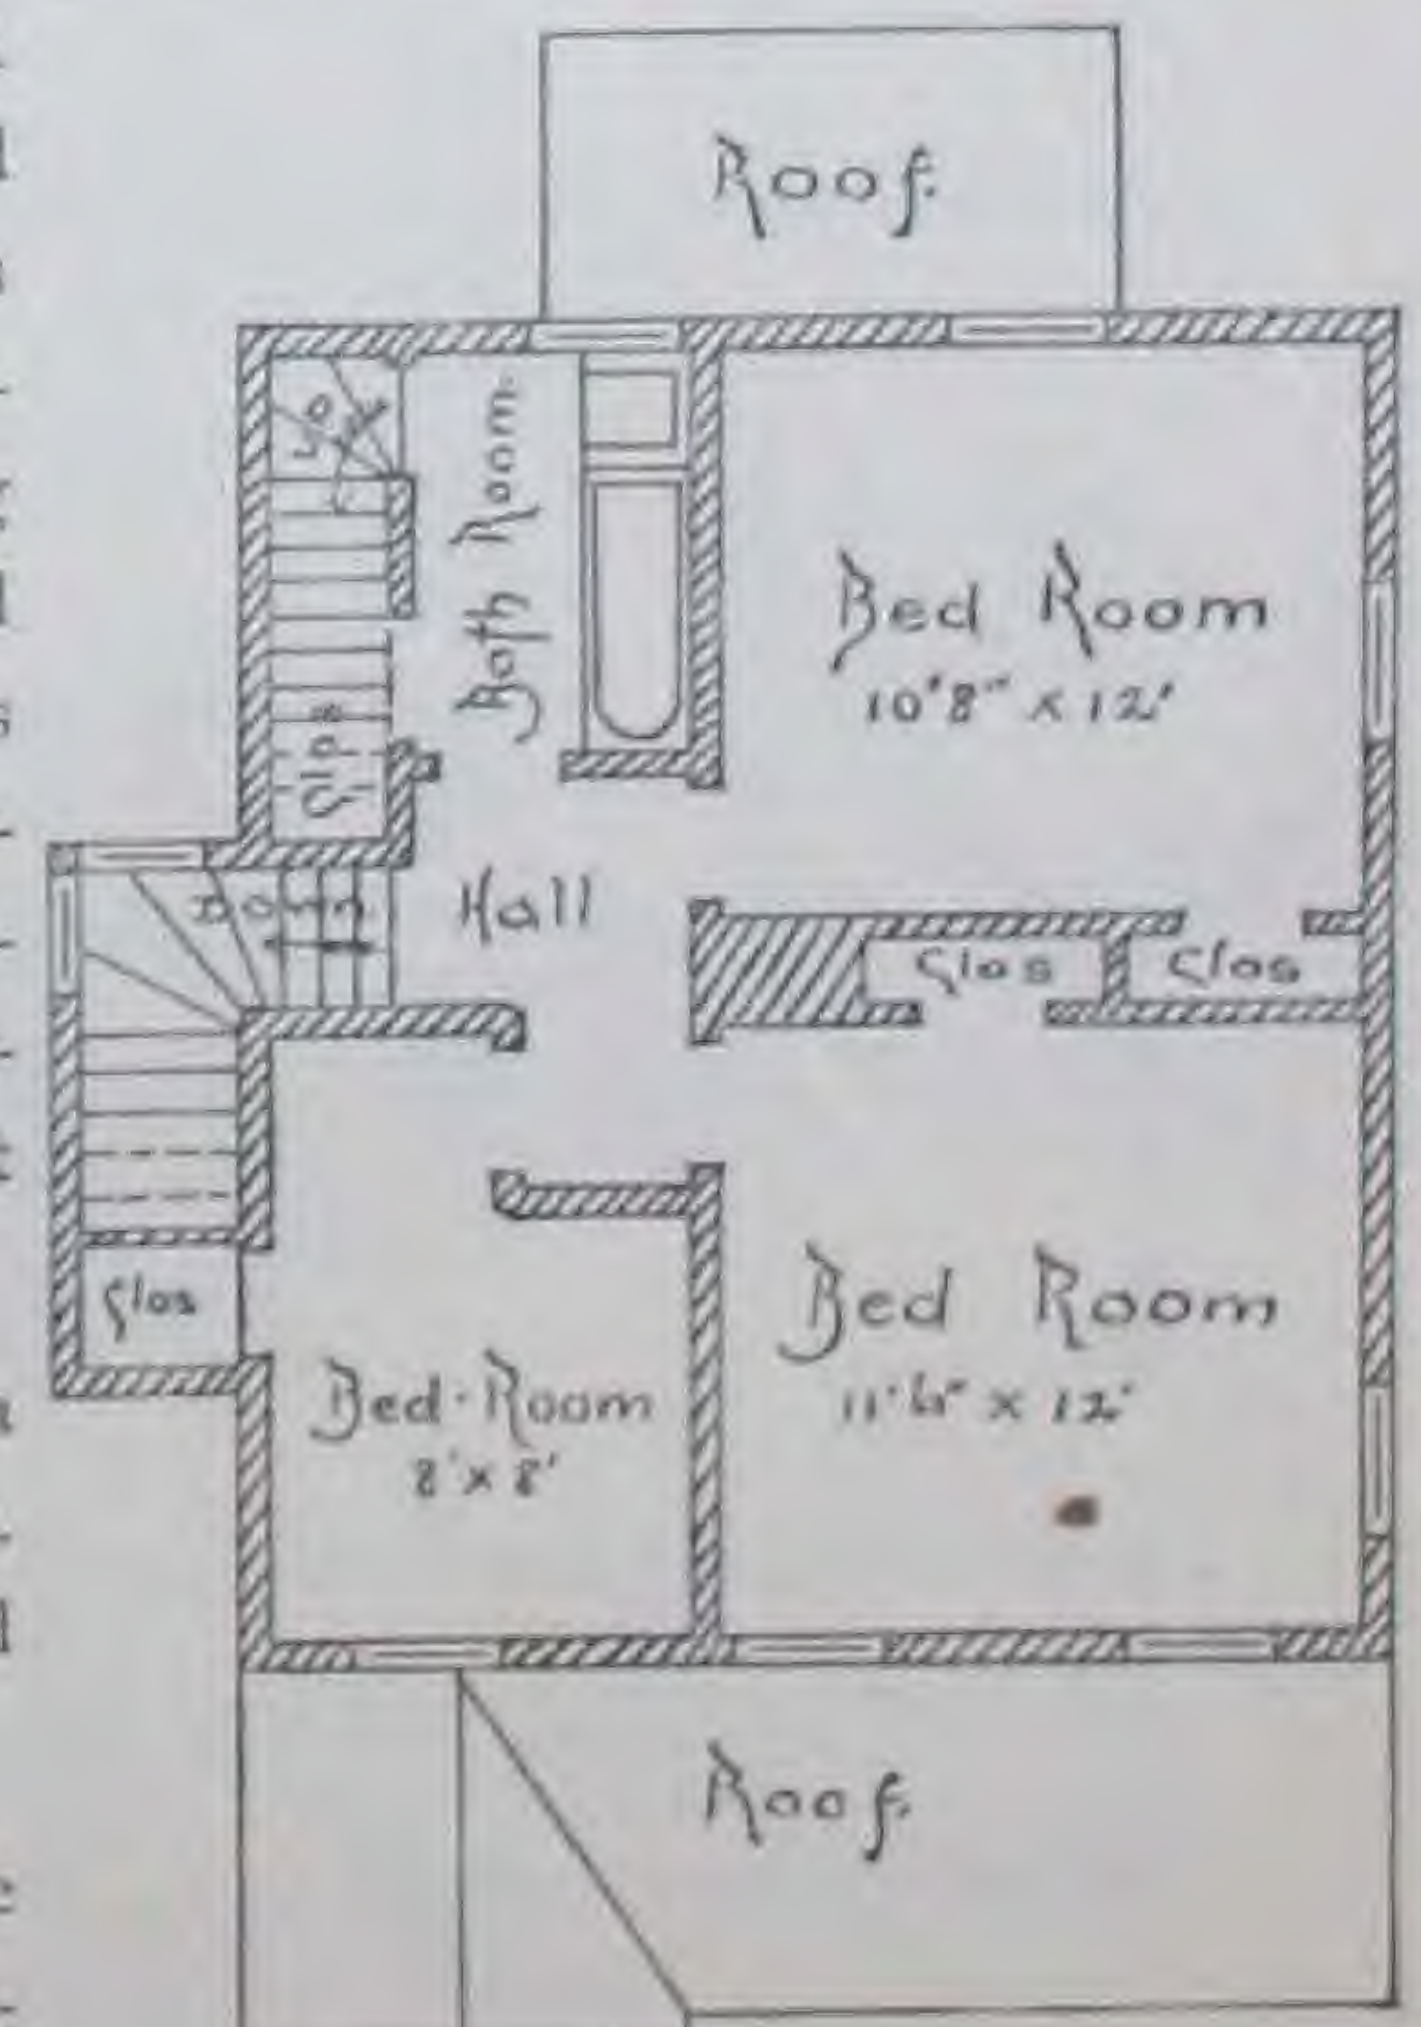 Roof.
Up
Bath Room.
Bed Room
10'8" x 12'
Clos
Down
Hall
Clos
Clos
Clos
Bed Room
11'6" x 12'
Bed-Room
8' x 8'
Roof.